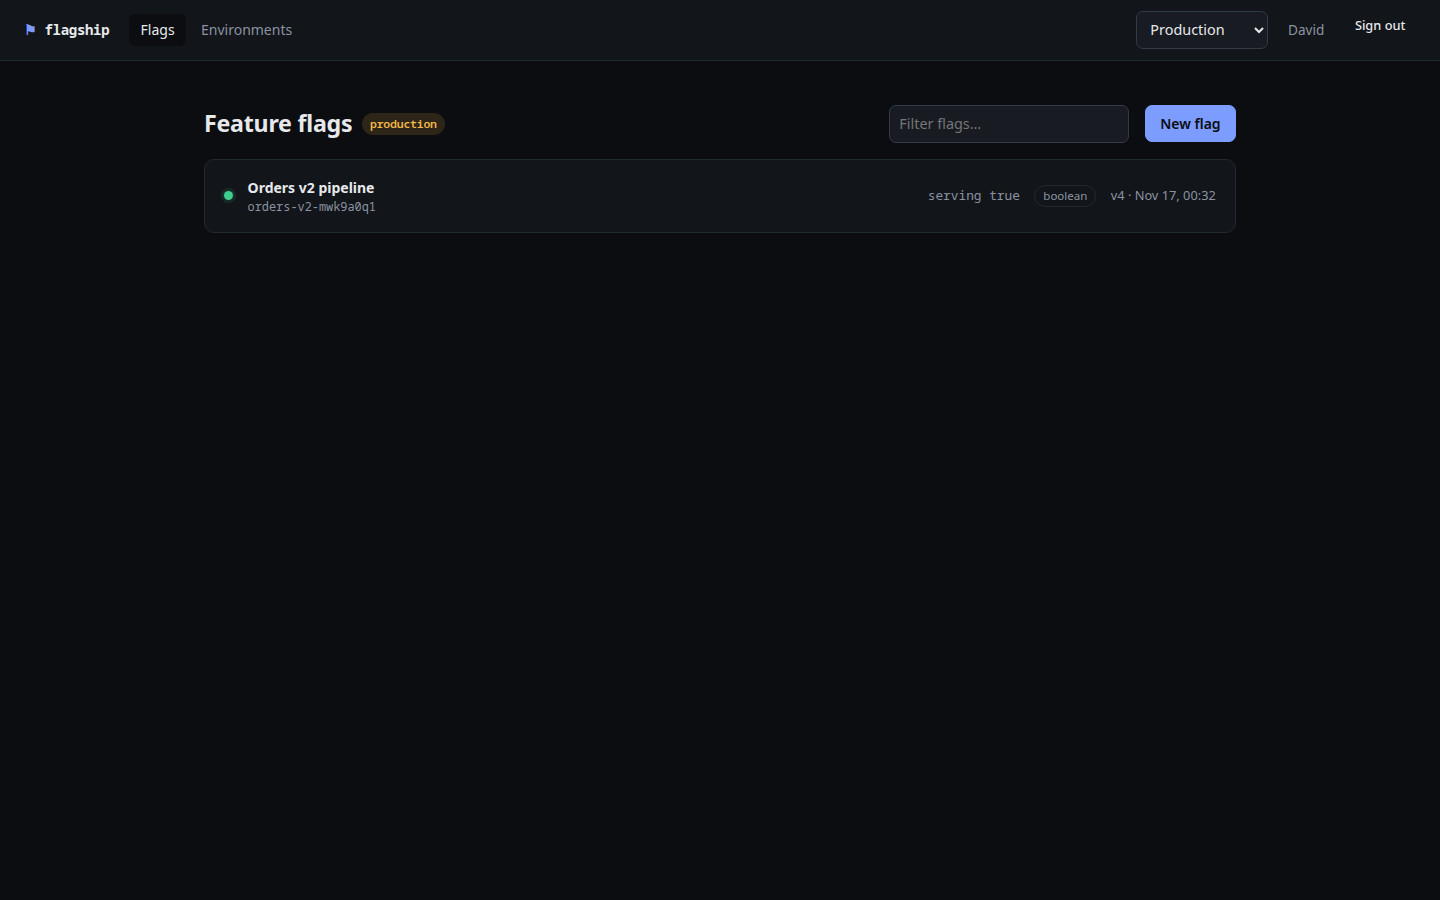 flagship Flags Environments Production David Sign out
Feature flags production Filter flags... New flag
Orders v2 pipeline
orders-v2-mwk9a0q1
serving true boolean v4 · Nov 17, 00:32